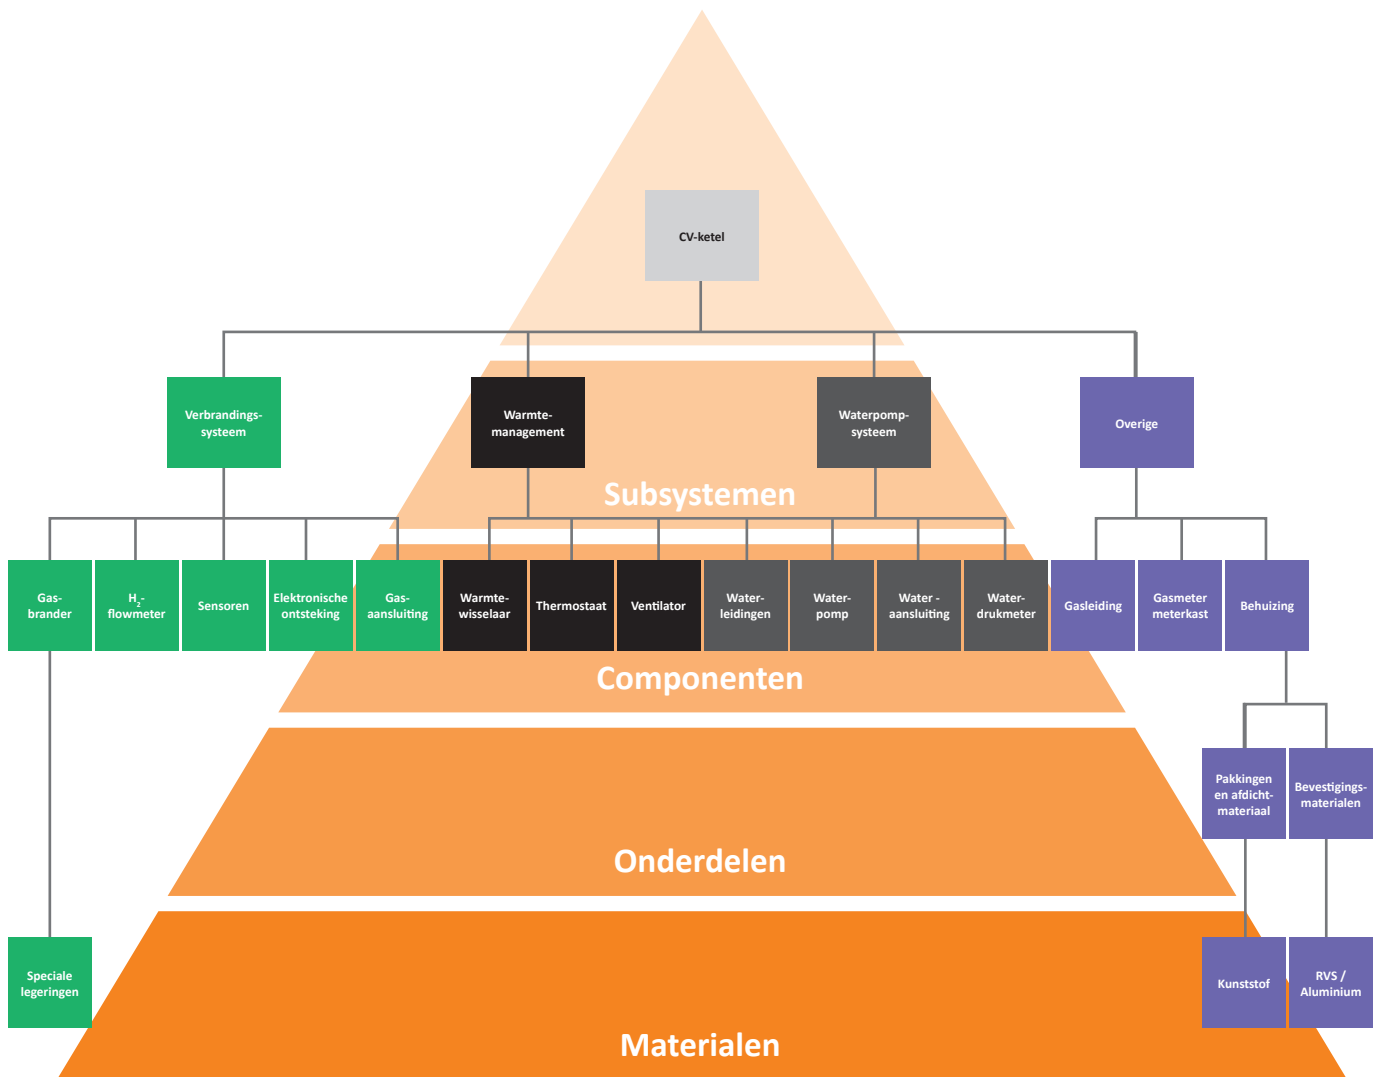 CV-ketel
Verbrandings-
systeem
Warmte-
management
Waterpomp-
systeem
Overige
Subsystemen
Gas-
brander
H₂-
flowmeter
Sensoren
Elektronische
ontsteking
Gas-
aansluiting
Warmte-
wisselaar
Thermostaat
Ventilator
Water-
leidingen
Water-
pomp
Water -
aansluiting
Water-
drukmeter
Gasleiding
Gasmeter
meterkast
Behuizing
Componenten
Pakkingen
en afdicht-
materiaal
Bevestigings-
materialen
Onderdelen
Speciale
legeringen
Kunststof
RVS /
Aluminium
Materialen